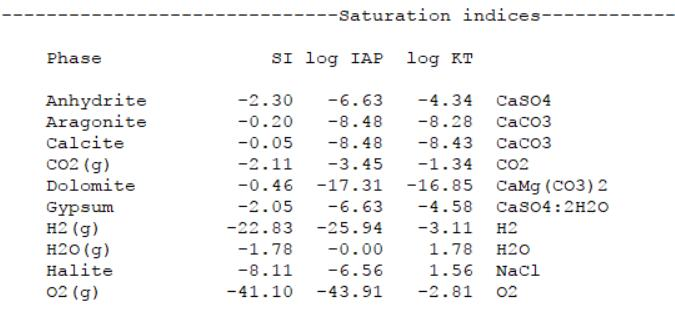 ------------------------------Saturation indices------------
Phase SI log IAP log KT
Anhydrite -2.30 -6.63 -4.34 CaSO4
Aragonite -0.20 -8.48 -8.28 CaCO3
Calcite -0.05 -8.48 -8.43 CaCO3
CO2(g) -2.11 -3.45 -1.34 CO2
Dolomite -0.46 -17.31 -16.85 CaMg(CO3)2
Gypsum -2.05 -6.63 -4.58 CaSO4:2H2O
H2(g) -22.83 -25.94 -3.11 H2
H2O(g) -1.78 -0.00 1.78 H2O
Halite -8.11 -6.56 1.56 NaCl
O2(g) -41.10 -43.91 -2.81 O2